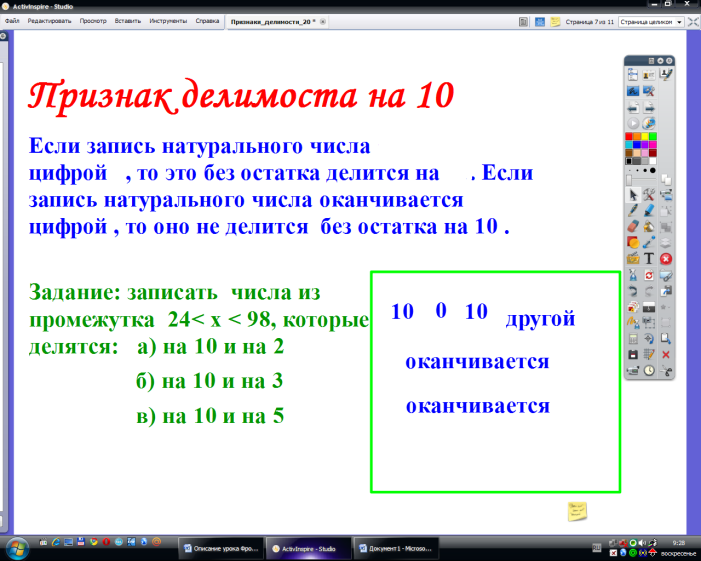 ActivInspire - Studio
Файл Редактировать Просмотр Вставить Инструменты Справка
Признаки_делимости_20 *
Страница 7 из 11
Страница целиком
Признак делимоста на 10
Если запись натурального числа
цифрой , то это без остатка делится на . Если
запись натурального числа оканчивается
цифрой , то оно не делится без остатка на 10 .
Задание: записать числа из
промежутка 24< х < 98, которые
делятся: а) на 10 и на 2
б) на 10 и на 3
в) на 10 и на 5
10 0 10 другой
оканчивается
оканчивается
Описание урока Фро...
ActivInspire - Studio
Документ1 - Microso...
9:28
воскресенье